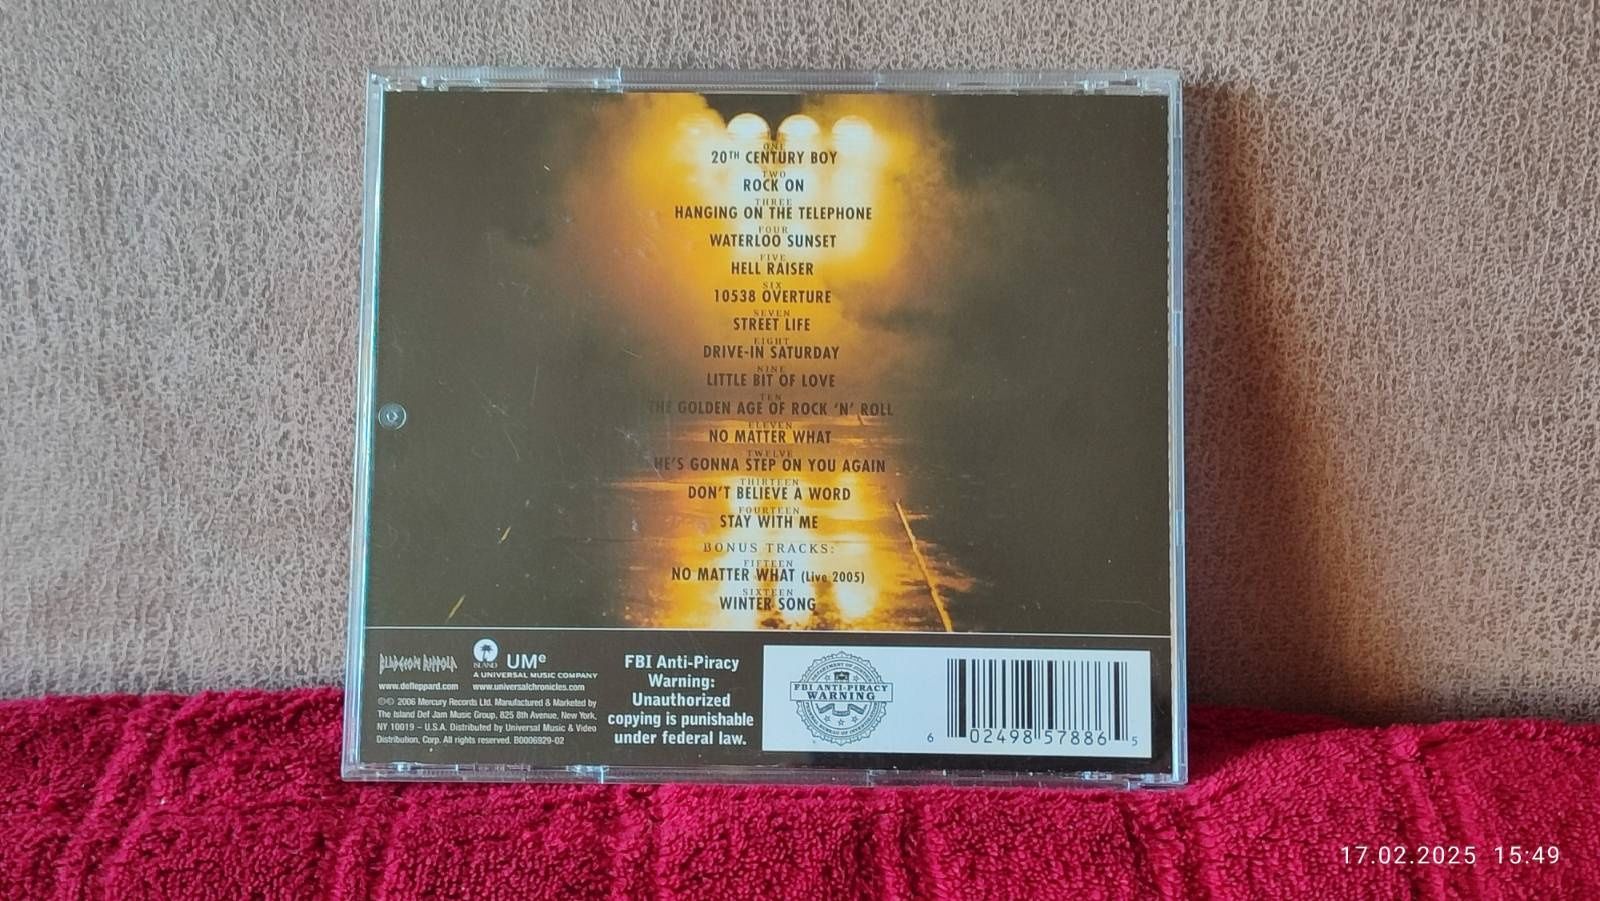 ONE
20TH CENTURY BOY
TWO
ROCK ON
THREE
HANGING ON THE TELEPHONE
FOUR
WATERLOO SUNSET
FIVE
HELL RAISER
SIX
10538 OVERTURE
SEVEN
STREET LIFE
EIGHT
DRIVE-IN SATURDAY
NINE
LITTLE BIT OF LOVE
TEN
THE GOLDEN AGE OF ROCK 'N' ROLL
ELEVEN
NO MATTER WHAT
TWELVE
HE'S GONNA STEP ON YOU AGAIN
THIRTEEN
DON'T BELIEVE A WORD
FOURTEEN
STAY WITH ME
BONUS TRACKS:
FIFTEEN
NO MATTER WHAT (Live 2005)
SIXTEEN
WINTER SONG
BLUDGEON RIFFOLA
ISLAND
UMe
A UNIVERSAL MUSIC COMPANY
www.defleppard.com www.universalchronicles.com
℗© 2006 Mercury Records Ltd. Manufactured & Marketed by
The Island Def Jam Music Group, 825 8th Avenue, New York,
NY 10019 – U.S.A. Distributed by Universal Music & Video
Distribution, Corp. All rights reserved. B0006929-02
FBI Anti-Piracy
Warning:
Unauthorized
copying is punishable
under federal law.
FBI ANTI-PIRACY
WARNING
6 02498 57886 5
17.02.2025 15:49